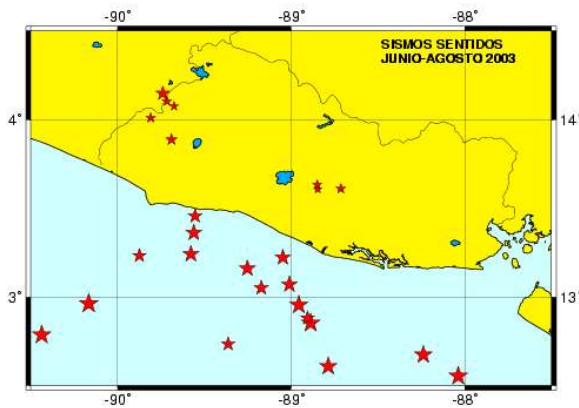 -90 -89 -88
SISMOS SENTIDOS
JUNIO-AGOSTO 2003
4° 14°
3° 13°
-90 -89 -88